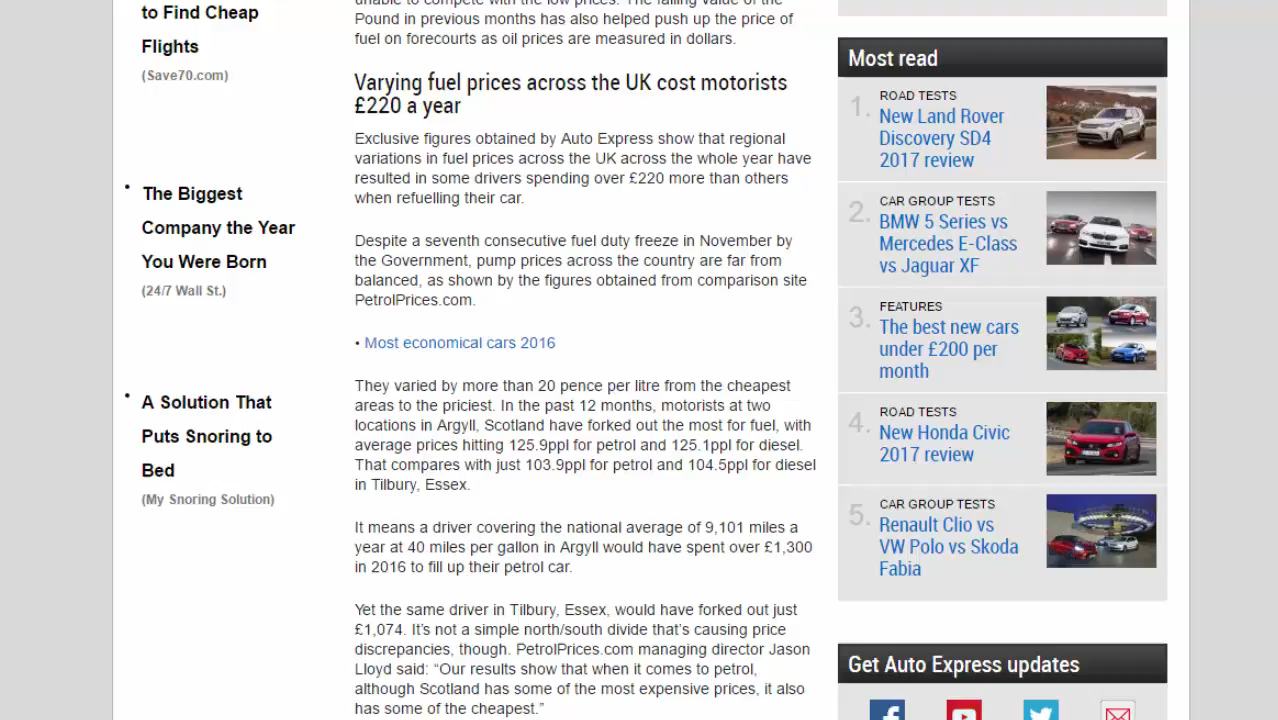 to Find Cheap
Flights
(Save70.com)
• The Biggest
Company the Year
You Were Born
(24/7 Wall St.)
• A Solution That
Puts Snoring to
Bed
(My Snoring Solution)
Pound in previous months has also helped push up the price of
fuel on forecourts as oil prices are measured in dollars.
Varying fuel prices across the UK cost motorists
£220 a year
Exclusive figures obtained by Auto Express show that regional
variations in fuel prices across the UK across the whole year have
resulted in some drivers spending over £220 more than others
when refuelling their car.
Despite a seventh consecutive fuel duty freeze in November by
the Government, pump prices across the country are far from
balanced, as shown by the figures obtained from comparison site
PetrolPrices.com.
• Most economical cars 2016
They varied by more than 20 pence per litre from the cheapest
areas to the priciest. In the past 12 months, motorists at two
locations in Argyll, Scotland have forked out the most for fuel, with
average prices hitting 125.9ppl for petrol and 125.1ppl for diesel.
That compares with just 103.9ppl for petrol and 104.5ppl for diesel
in Tilbury, Essex.
It means a driver covering the national average of 9,101 miles a
year at 40 miles per gallon in Argyll would have spent over £1,300
in 2016 to fill up their petrol car.
Yet the same driver in Tilbury, Essex, would have forked out just
£1,074. It's not a simple north/south divide that's causing price
discrepancies, though. PetrolPrices.com managing director Jason
Lloyd said: “Our results show that when it comes to petrol,
although Scotland has some of the most expensive prices, it also
has some of the cheapest.”
Most read
1. ROAD TESTS
New Land Rover
Discovery SD4
2017 review
2. CAR GROUP TESTS
BMW 5 Series vs
Mercedes E-Class
vs Jaguar XF
3. FEATURES
The best new cars
under £200 per
month
4. ROAD TESTS
New Honda Civic
2017 review
5. CAR GROUP TESTS
Renault Clio vs
VW Polo vs Skoda
Fabia
Get Auto Express updates